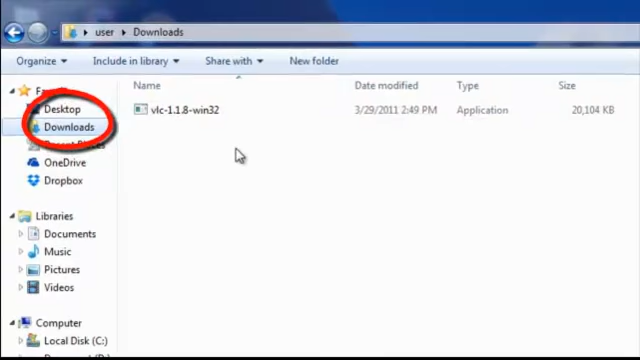 user ▸ Downloads
Organize Include in library Share with New folder
Name Date modified Type Size
vlc-1.1.8-win32 3/29/2011 2:49 PM Application 20,104 KB
Desktop
Downloads
OneDrive
Dropbox
Libraries
Documents
Music
Pictures
Videos
Computer
Local Disk (C:)